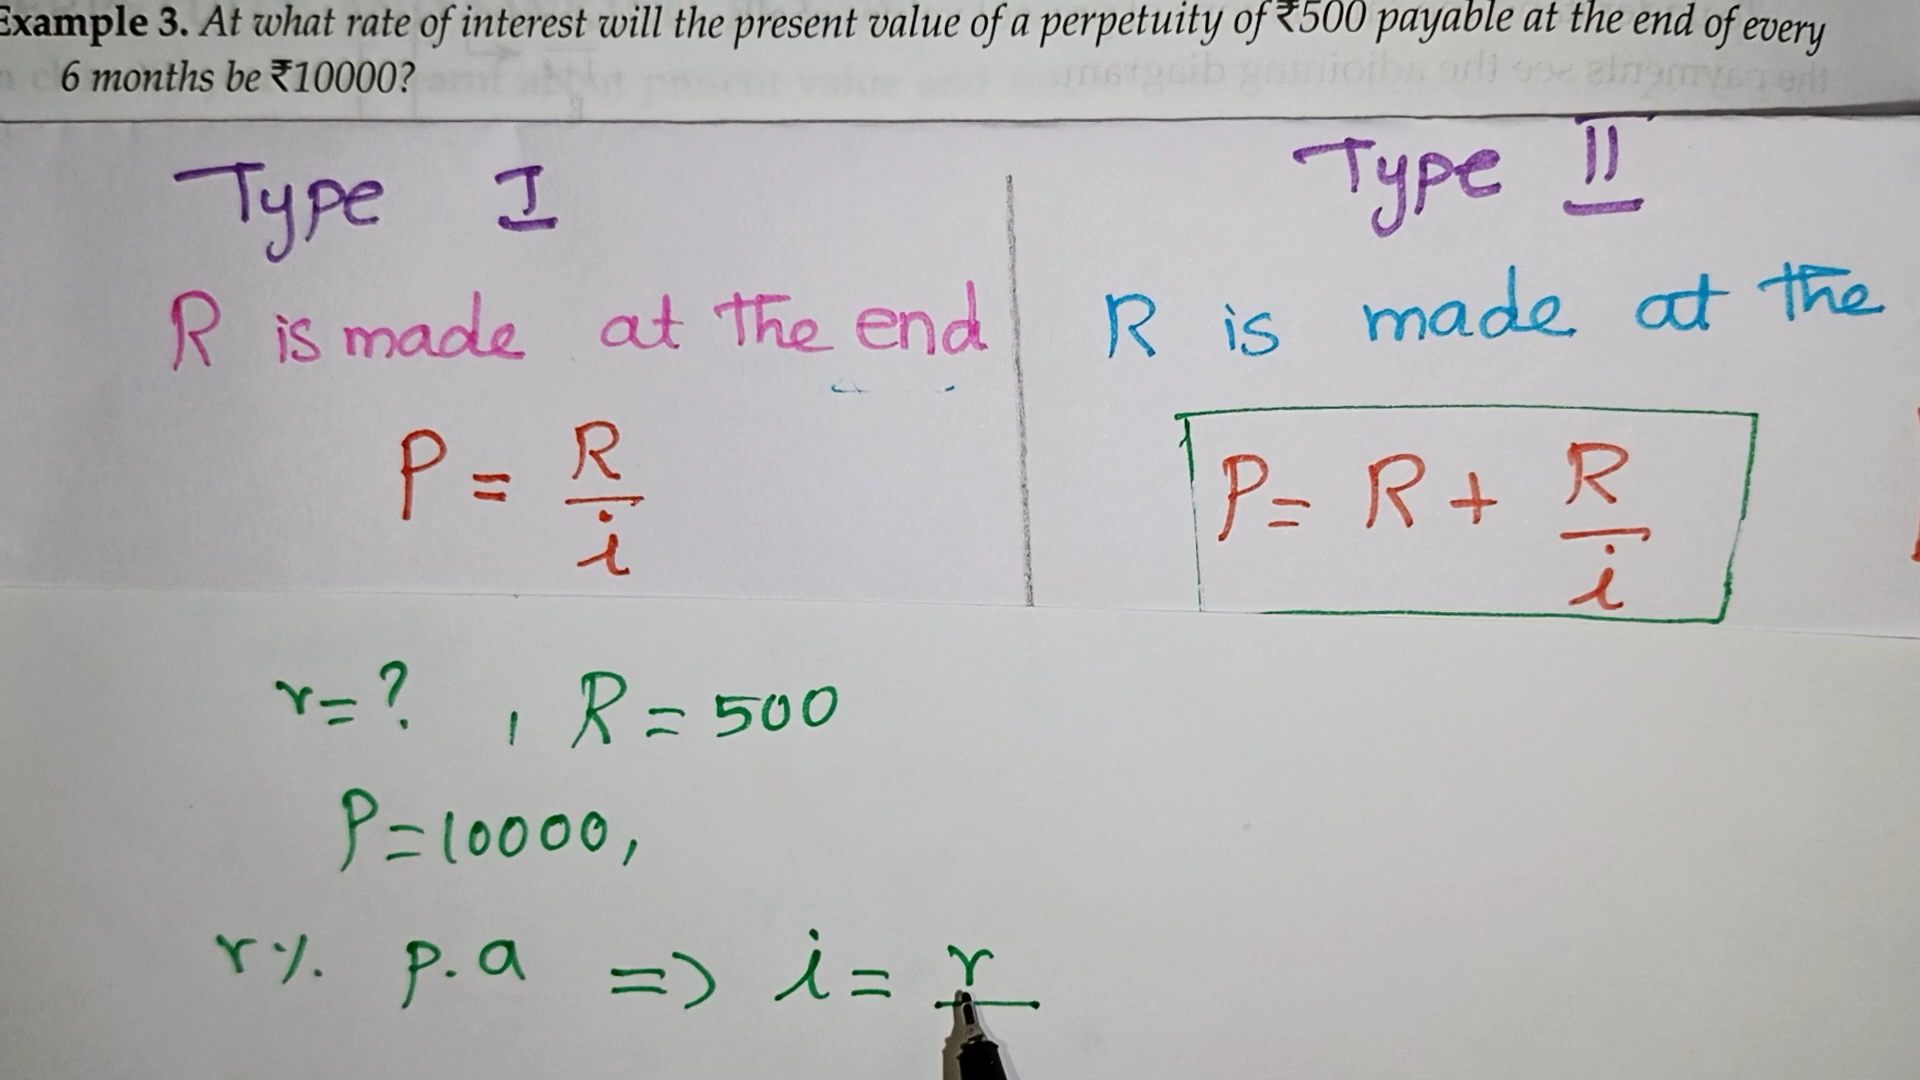 Example 3. At what rate of interest will the present value of a perpetuity of ₹500 payable at the end of every
6 months be ₹10000?
Type I
R is made at the end
P = R/i
Type II
R is made at the
P = R + R/i
r = ? , R = 500
P = 10000,
r % p.a => i = r